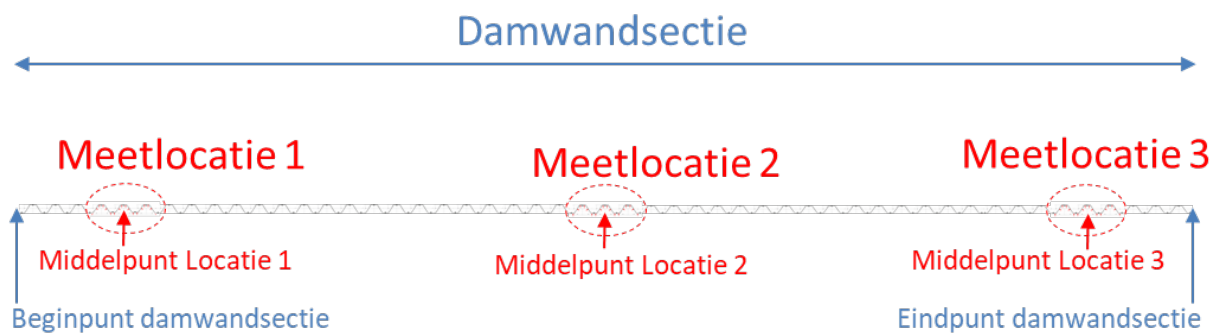 Damwandsectie
Meetlocatie 1
Meetlocatie 2
Meetlocatie 3
Middelpunt Locatie 1
Middelpunt Locatie 2
Middelpunt Locatie 3
Beginpunt damwandsectie
Eindpunt damwandsectie